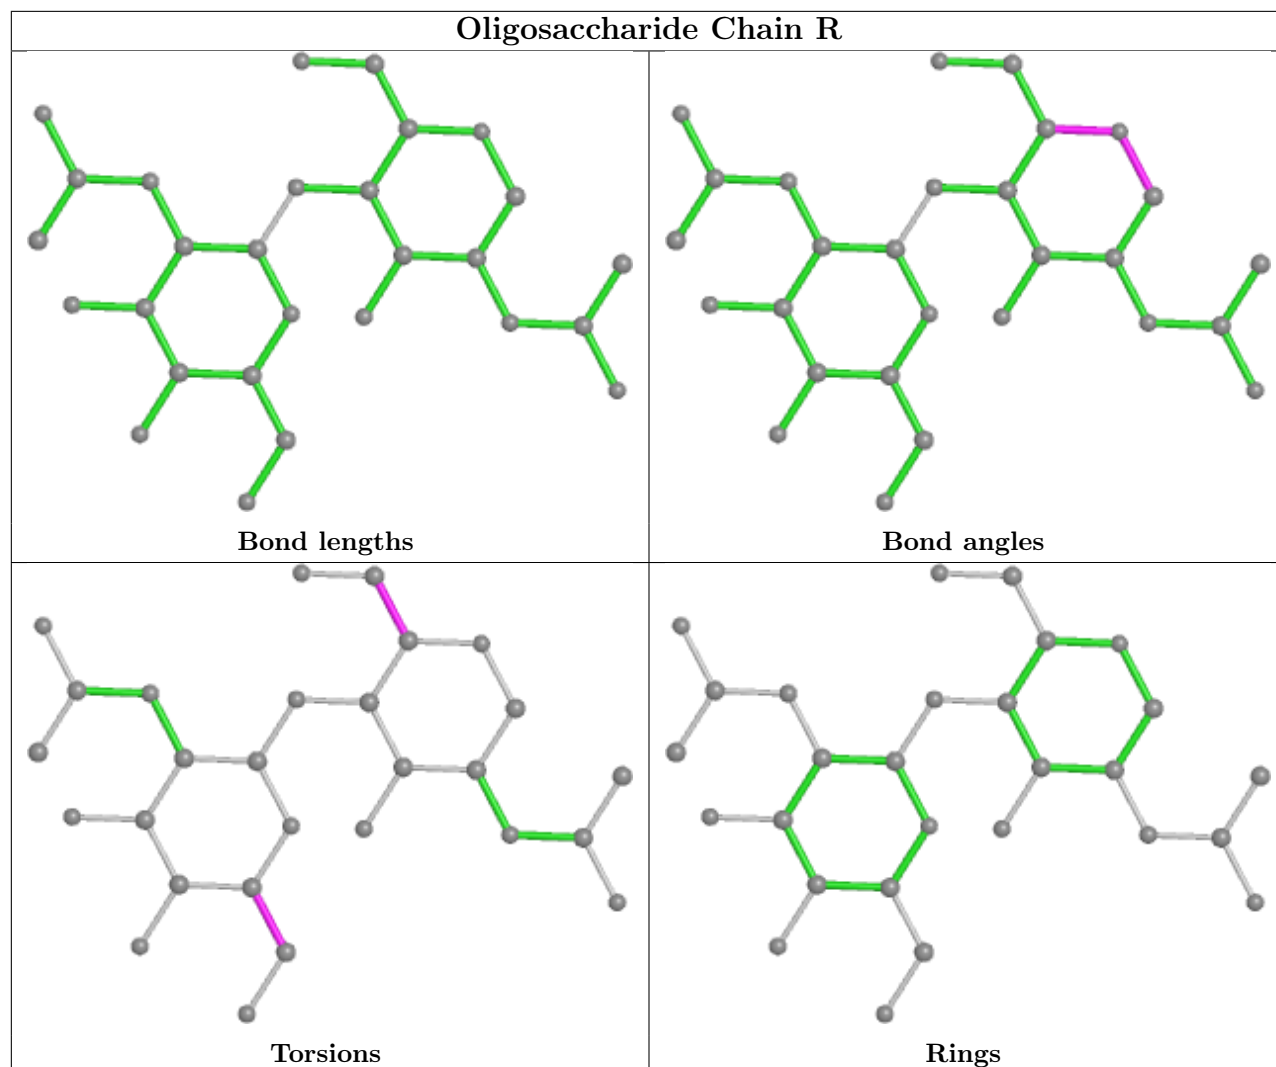 Oligosaccharide Chain R
Bond lengths
Bond angles
Torsions
Rings